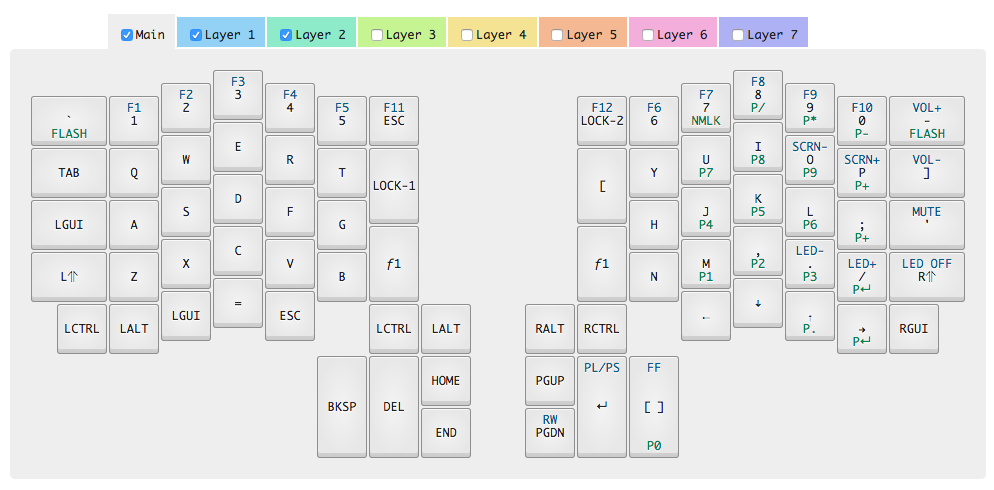 Main
Layer 1
Layer 2
Layer 3
Layer 4
Layer 5
Layer 6
Layer 7
`
FLASH
F1
1
F2
2
F3
3
F4
4
F5
5
F11
ESC
TAB
Q
W
E
R
T
LOCK-1
LGUI
A
S
D
F
G
L⇑
Z
X
C
V
B
ƒ1
LCTRL
LALT
LGUI
=
ESC
LCTRL
LALT
BKSP
DEL
HOME
END
F12
LOCK-2
F6
6
F7
7
NMLK
F8
8
P/
F9
9
P*
F10
0
P-
VOL+
-
FLASH
[
Y
U
P7
I
P8
SCRN-
O
P9
SCRN+
P
P+
VOL-
]
H
J
P4
K
P5
L
P6
;
P+
MUTE
'
ƒ1
N
M
P1
,
P2
LED-
.
P3
LED+
/
P↵
LED OFF
R⇑
RALT
RCTRL
←
↓
P.
→
P↵
RGUI
PGUP
RW
PGDN
PL/PS
↵
FF
[ ]
P0